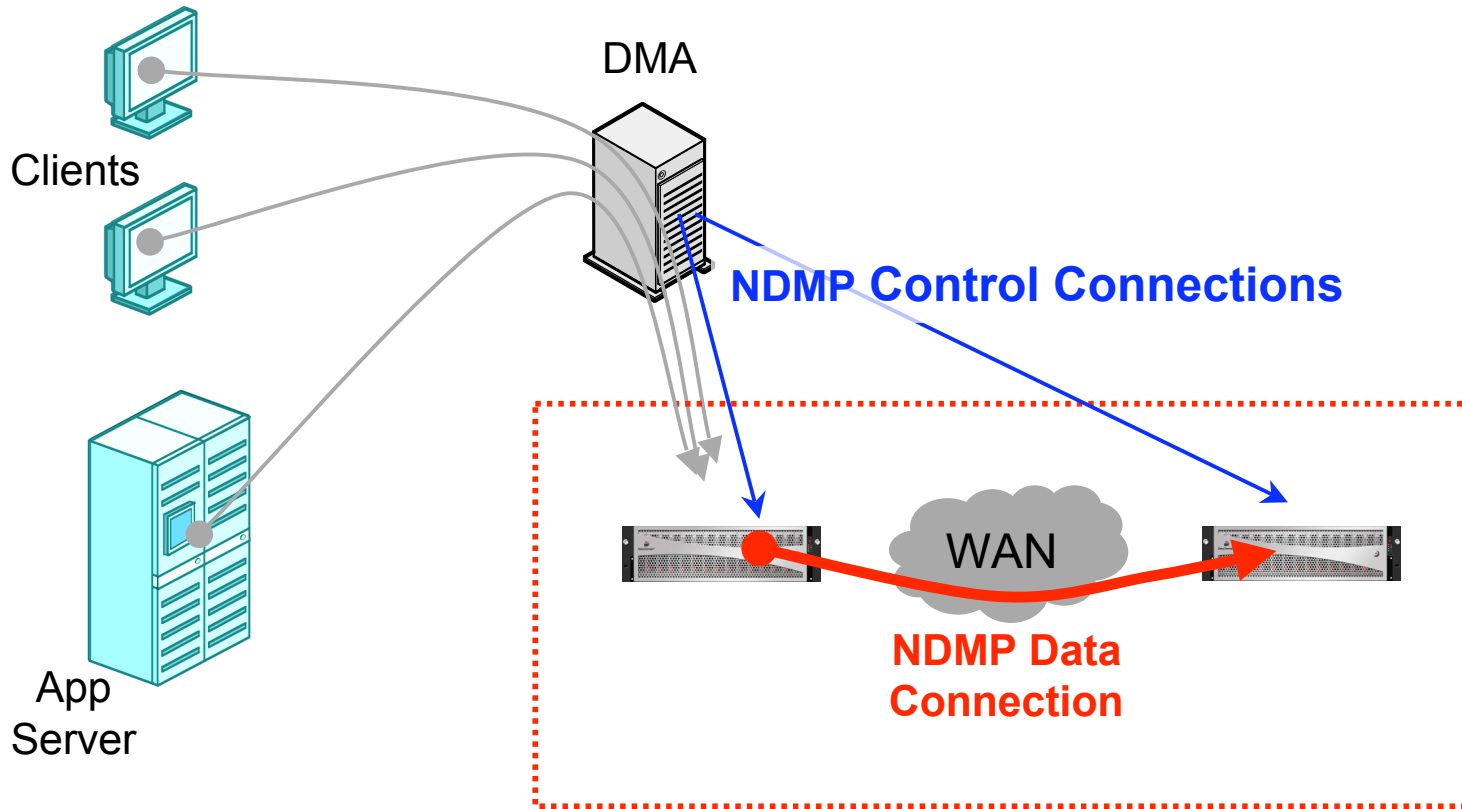 DMA
Clients
NDMP Control Connections
WAN
NDMP Data
Connection
App
Server